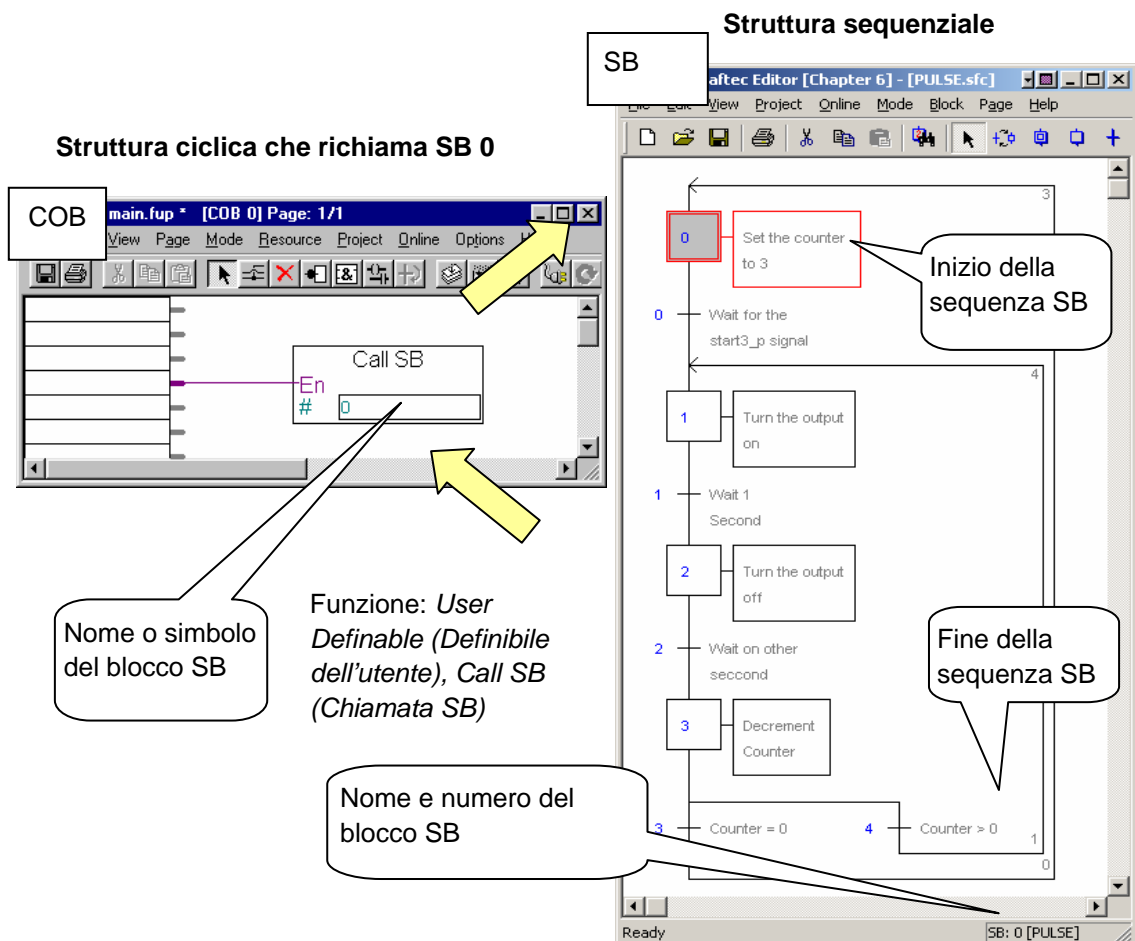 Struttura sequenziale
SB
aftec Editor [Chapter 6] - [PULSE.sfc]
File Edit View Project Online Mode Block Page Help
Struttura ciclica che richiama SB 0
COB
main.fup * [COB 0] Page: 1/1
View Page Mode Resource Project Online Options
Call SB
En
# 0
Nome o simbolo
del blocco SB
Funzione: User
Definable (Definibile
dell'utente), Call SB
(Chiamata SB)
3
0
Set the counter
to 3
Inizio della
sequenza SB
0
Wait for the
start3_p signal
4
1
Turn the output
on
1
Wait 1
Second
2
Turn the output
off
2
Wait on other
seccond
Fine della
sequenza SB
3
Decrement
Counter
Nome e numero del
blocco SB
3
Counter = 0
4
Counter > 0
1
0
Ready
SB: 0 [PULSE]